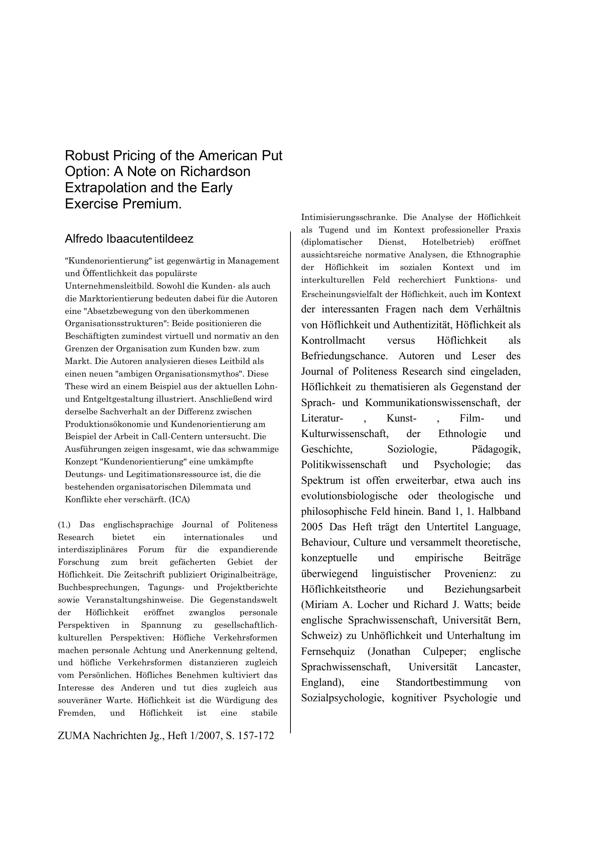 Robust Pricing of the American Put
Option: A Note on Richardson
Extrapolation and the Early
Exercise Premium.
Alfredo Ibaacutentildeez
"Kundenorientierung" ist gegenwärtig in Management
und Öffentlichkeit das populärste
Unternehmensleitbild. Sowohl die Kunden- als auch
die Marktorientierung bedeuten dabei für die Autoren
eine "Absetzbewegung von den überkommenen
Organisationsstrukturen": Beide positionieren die
Beschäftigten zumindest virtuell und normativ an den
Grenzen der Organisation zum Kunden bzw. zum
Markt. Die Autoren analysieren dieses Leitbild als
einen neuen "ambigen Organisationsmythos". Diese
These wird an einem Beispiel aus der aktuellen Lohn-
und Entgeltgestaltung illustriert. Anschließend wird
derselbe Sachverhalt an der Differenz zwischen
Produktionsökonomie und Kundenorientierung am
Beispiel der Arbeit in Call-Centern untersucht. Die
Ausführungen zeigen insgesamt, wie das schwammige
Konzept "Kundenorientierung" eine umkämpfte
Deutungs- und Legitimationsressource ist, die die
bestehenden organisatorischen Dilemmata und
Konflikte eher verschärft. (ICA)
(1.) Das englischsprachige Journal of Politeness
Research bietet ein internationales und
interdisziplinäres Forum für die expandierende
Forschung zum breit gefächerten Gebiet der
Höflichkeit. Die Zeitschrift publiziert Originalbeiträge,
Buchbesprechungen, Tagungs- und Projektberichte
sowie Veranstaltungshinweise. Die Gegenstandswelt
der Höflichkeit eröffnet zwanglos personale
Perspektiven in Spannung zu gesellschaftlich-
kulturellen Perspektiven: Höfliche Verkehrsformen
machen personale Achtung und Anerkennung geltend,
und höfliche Verkehrsformen distanzieren zugleich
vom Persönlichen. Höfliches Benehmen kultiviert das
Interesse des Anderen und tut dies zugleich aus
souveräner Warte. Höflichkeit ist die Würdigung des
Fremden, und Höflichkeit ist eine stabile
ZUMA Nachrichten Jg., Heft 1/2007, S. 157-172
Intimisierungsschranke. Die Analyse der Höflichkeit
als Tugend und im Kontext professioneller Praxis
(diplomatischer Dienst, Hotelbetrieb) eröffnet
aussichtsreiche normative Analysen, die Ethnographie
der Höflichkeit im sozialen Kontext und im
interkulturellen Feld recherchiert Funktions- und
Erscheinungsvielfalt der Höflichkeit, auch im Kontext
der interessanten Fragen nach dem Verhältnis
von Höflichkeit und Authentizität, Höflichkeit als
Kontrollmacht versus Höflichkeit als
Befriedungschance. Autoren und Leser des
Journal of Politeness Research sind eingeladen,
Höflichkeit zu thematisieren als Gegenstand der
Sprach- und Kommunikationswissenschaft, der
Literatur- , Kunst- , Film- und
Kulturwissenschaft, der Ethnologie und
Geschichte, Soziologie, Pädagogik,
Politikwissenschaft und Psychologie; das
Spektrum ist offen erweiterbar, etwa auch ins
evolutionsbiologische oder theologische und
philosophische Feld hinein. Band 1, 1. Halbband
2005 Das Heft trägt den Untertitel Language,
Behaviour, Culture und versammelt theoretische,
konzeptuelle und empirische Beiträge
überwiegend linguistischer Provenienz: zu
Höflichkeitstheorie und Beziehungsarbeit
(Miriam A. Locher und Richard J. Watts; beide
englische Sprachwissenschaft, Universität Bern,
Schweiz) zu Unhöflichkeit und Unterhaltung im
Fernsehquiz (Jonathan Culpeper; englische
Sprachwissenschaft, Universität Lancaster,
England), eine Standortbestimmung von
Sozialpsychologie, kognitiver Psychologie und